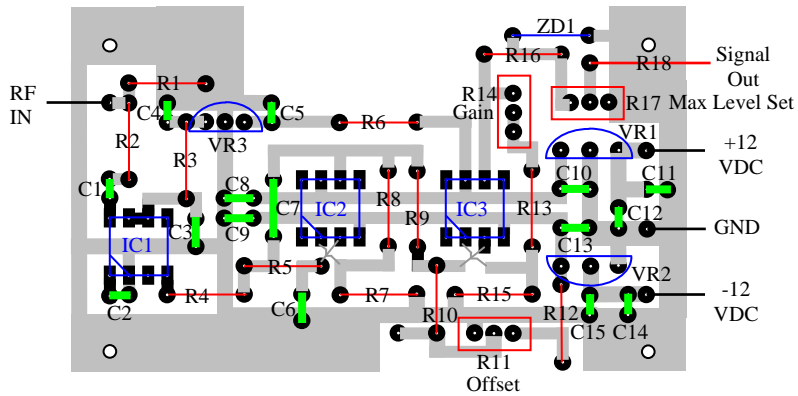 ZD1
R16
Signal
Out
R18
R1
R14
Gain
R17 Max Level Set
RF
IN
C4
C5
R2
R3
VR3
R6
VR1
+12
VDC
C1
C8
C7
R8
C10
C11
IC2
IC3
R13
C9
R9
C12
GND
IC1
C3
C13
R5
VR2
C2
R4
C6
R7
R10
R15
R12
C15
C14
-12
VDC
R11
Offset